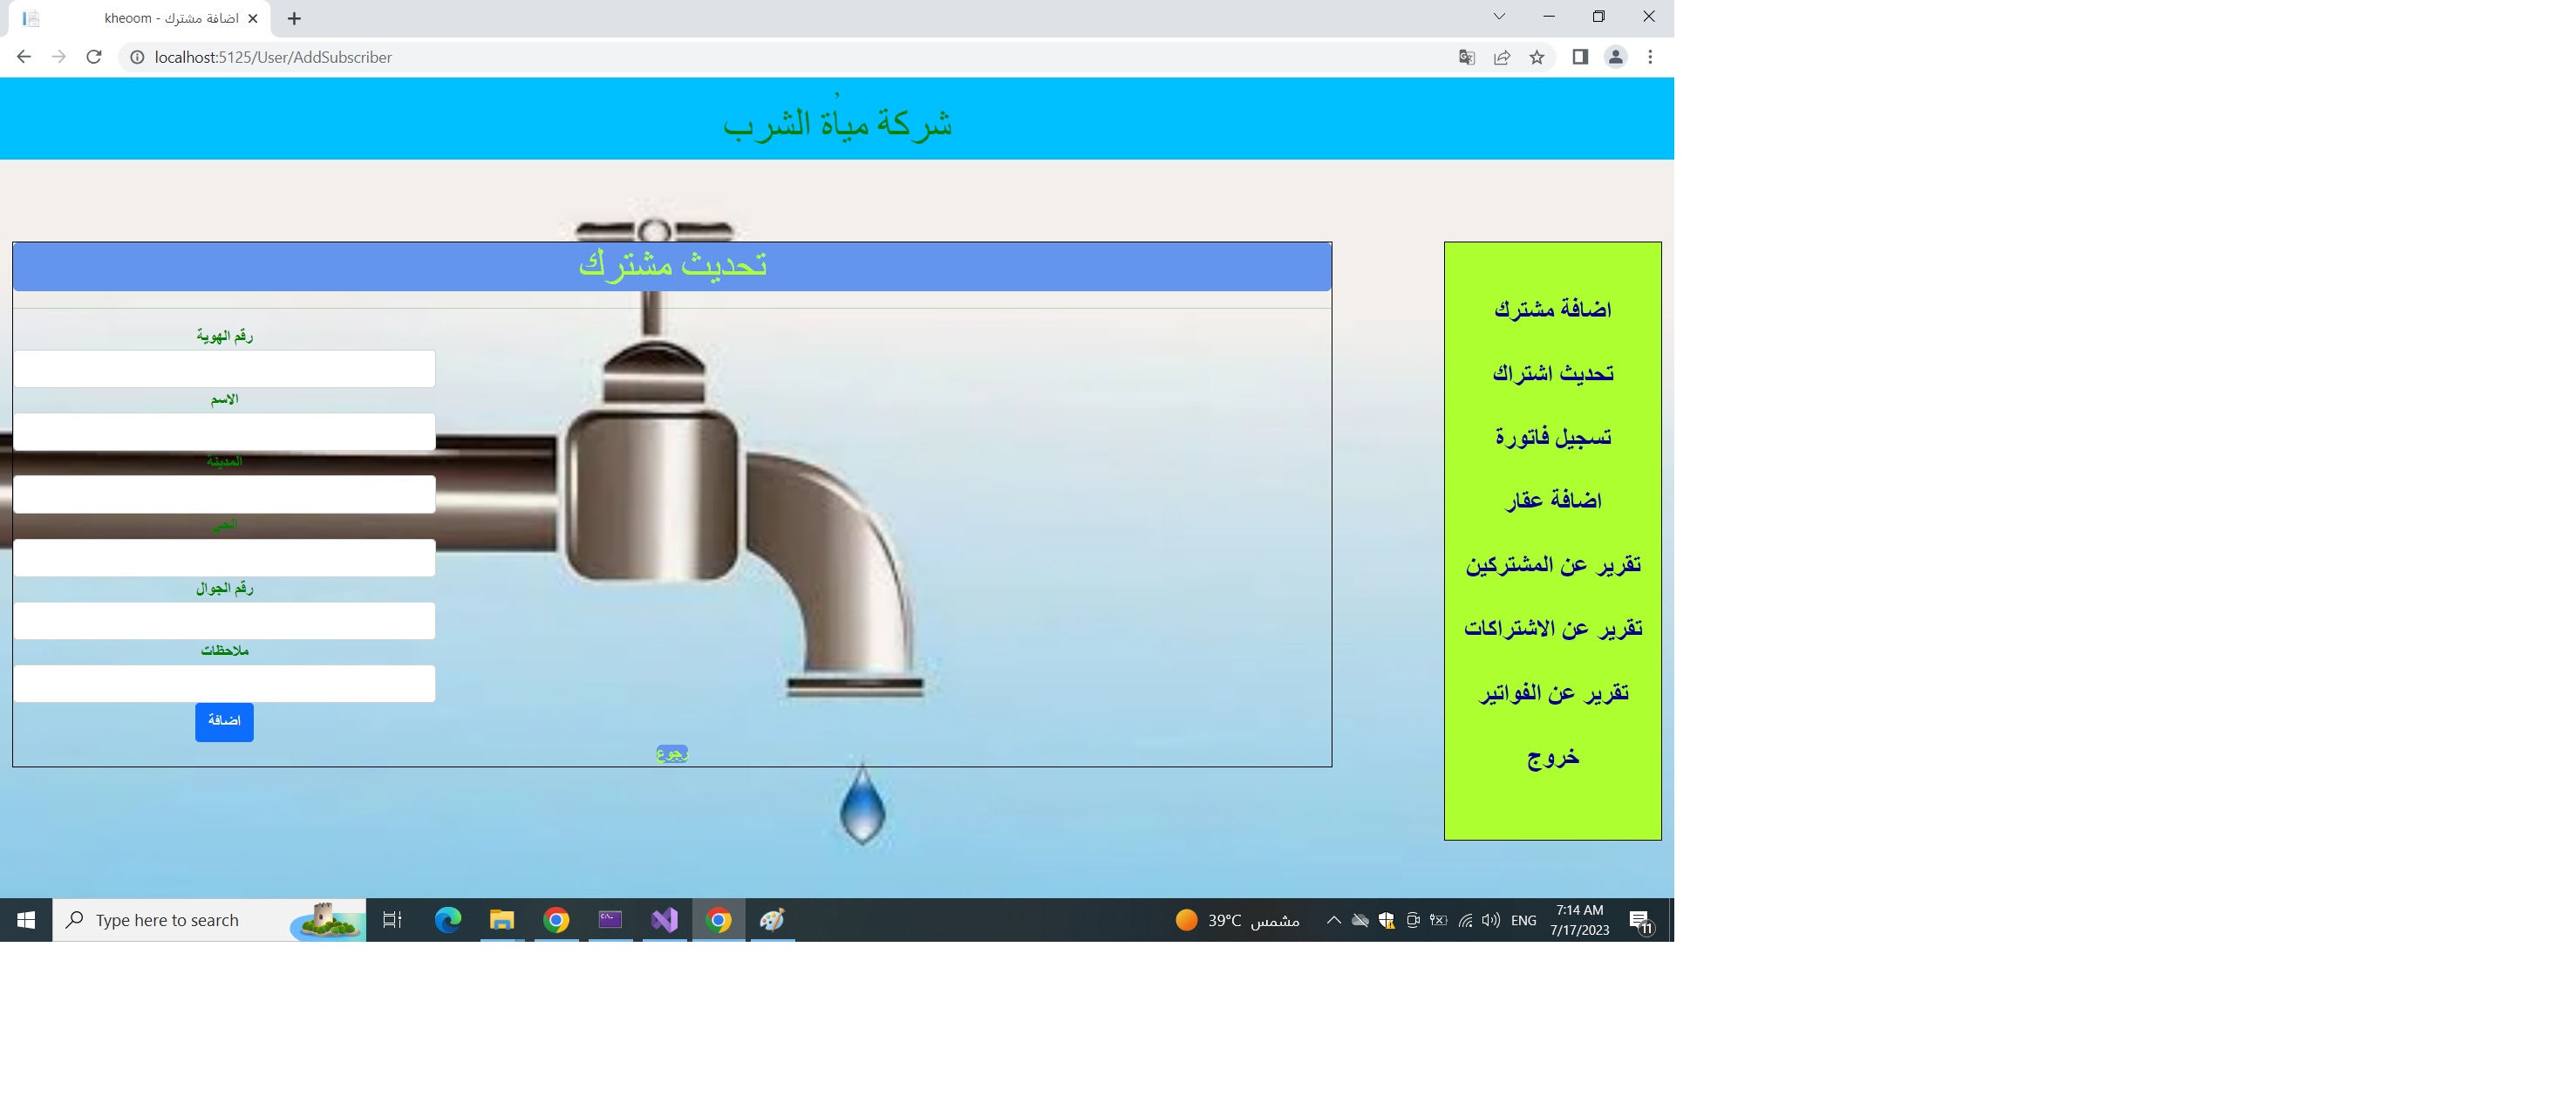 اضافة مشترك - kheoom
localhost:5125/User/AddSubscriber
شركة مياُة الشرب
تحديث مشترك
رقم الهوية
الاسم
المدينة
الحي
رقم الجوال
ملاحظات
اضافة
رجوع
اضافة مشترك
تحديث اشتراك
تسجيل فاتورة
اضافة عقار
تقرير عن المشتركين
تقرير عن الاشتراكات
تقرير عن الفواتير
خروج
Type here to search
39°C مشمس
ENG
7:14 AM
7/17/2023
11